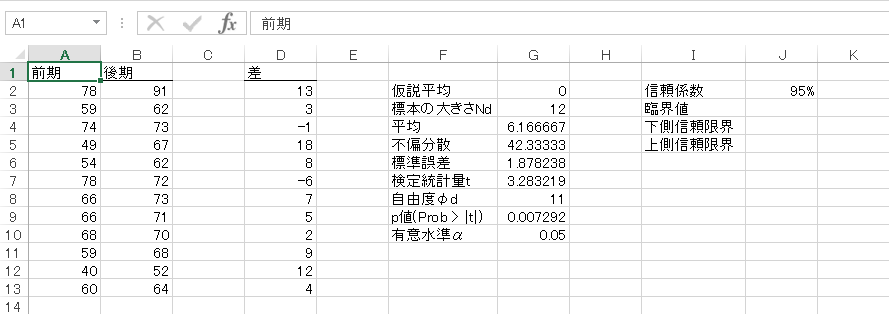 A1 fx 前期
A B C D E F G H I J K
1 前期 後期 差
2 78 91 13 仮説平均 0 信頼係数 95%
3 59 62 3 標本の大きさNd 12 臨界値
4 74 73 −1 平均 6.166667 下側信頼限界
5 49 67 18 不偏分散 42.33333 上側信頼限界
6 54 62 8 標準誤差 1.878238
7 78 72 −6 検定統計量t 3.283219
8 66 73 7 自由度φd 11
9 66 71 5 p値(Prob > |t|) 0.007292
10 68 70 2 有意水準α 0.05
11 59 68 9
12 40 52 12
13 60 64 4
14